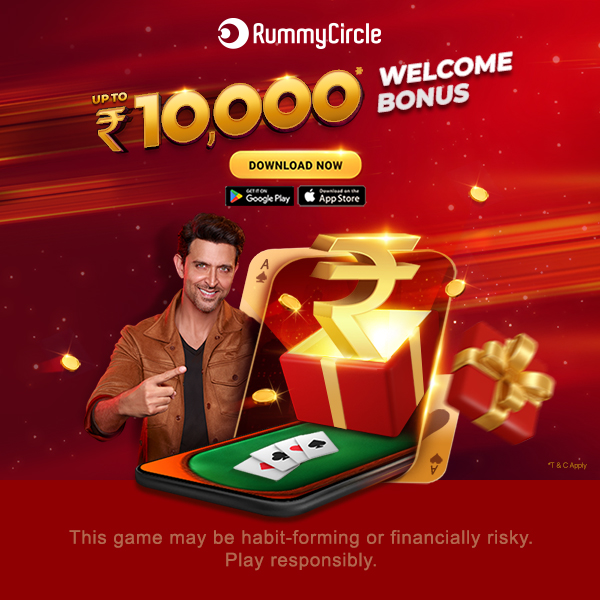 RummyCircle
UP TO
₹10,000*
WELCOME
BONUS
DOWNLOAD NOW
GET IT ON
Google Play
Download on the
App Store
A
A
*T & C Apply
This game may be habit-forming or financially risky.
Play responsibly.